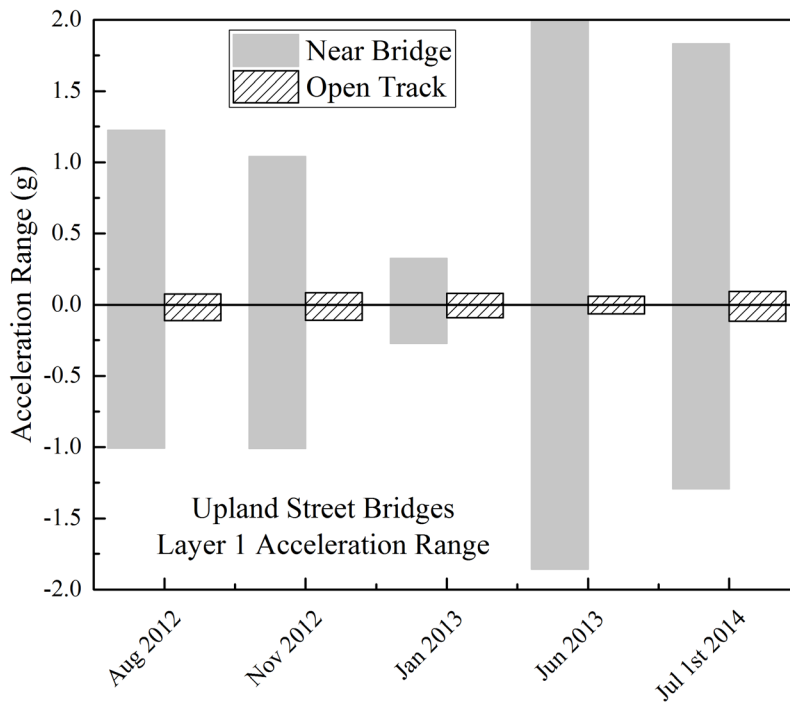 2.0
1.5
1.0
0.5
0.0
-0.5
-1.0
-1.5
-2.0
Acceleration Range (g)
Near Bridge
Open Track
Upland Street Bridges
Layer 1 Acceleration Range
Aug 2012
Nov 2012
Jan 2013
Jun 2013
Jul 1st 2014